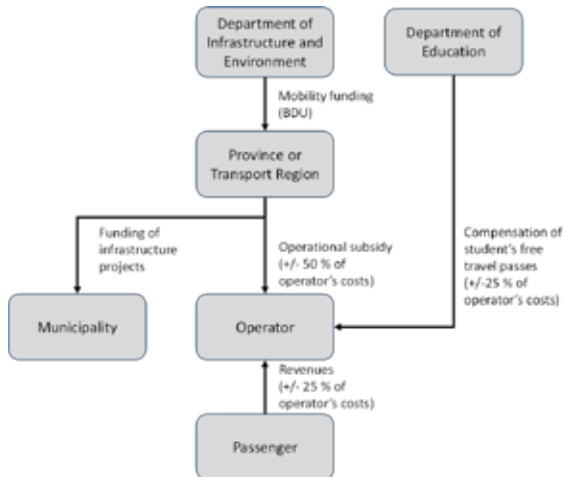 Department of
Infrastructure and
Environment
Department of
Education
Mobility funding
(BDU)
Province or
Transport Region
Funding of
infrastructure
projects
Operational subsidy
(+/- 50 % of
operator's costs)
Compensation of
student's free
travel passes
(+/-25 % of
operator's costs)
Municipality
Operator
Revenues
(+/- 25 % of
operator's costs)
Passenger